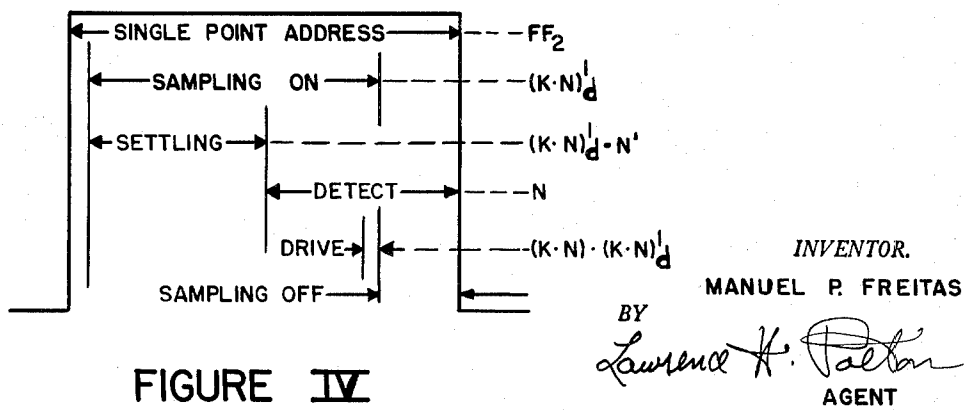 SINGLE POINT ADDRESS FF₂
SAMPLING ON (K·N)'d
SETTLING (K·N)'d·N'
DETECT N
DRIVE (K·N)·(K·N)'d
SAMPLING OFF
FIGURE IV
INVENTOR.
MANUEL P. FREITAS
BY
Lawrence H. Poeton
AGENT